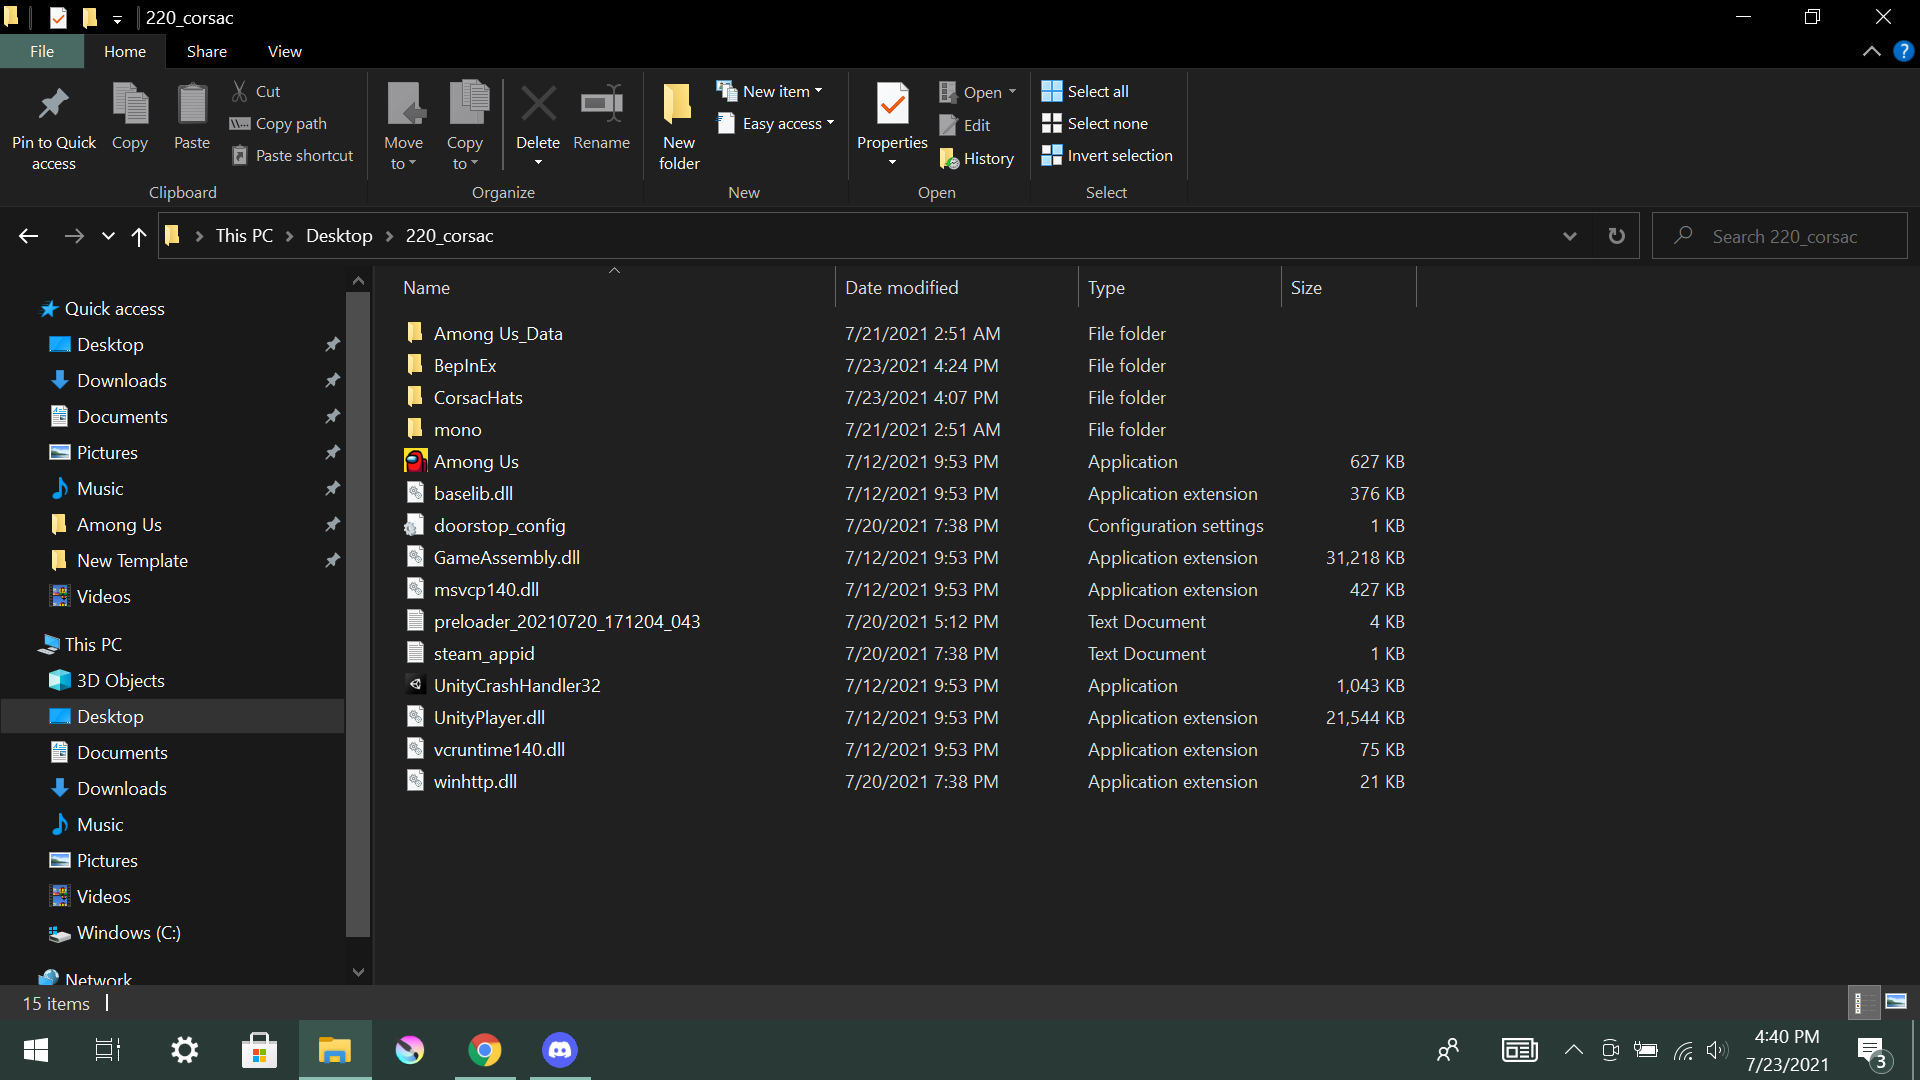 220_corsac
File Home Share View
Pin to Quick access
Copy
Paste
Cut
Copy path
Paste shortcut
Clipboard
Move to
Copy to
Delete
Rename
Organize
New folder
New item
Easy access
New
Properties
Open
Edit
History
Open
Select all
Select none
Invert selection
Select
This PC Desktop 220_corsac
Search 220_corsac
Quick access
Desktop
Downloads
Documents
Pictures
Music
Among Us
New Template
Videos
This PC
3D Objects
Desktop
Documents
Downloads
Music
Pictures
Videos
Windows (C:)
Network
Name Date modified Type Size
Among Us_Data 7/21/2021 2:51 AM File folder
BepInEx 7/23/2021 4:24 PM File folder
CorsacHats 7/23/2021 4:07 PM File folder
mono 7/21/2021 2:51 AM File folder
Among Us 7/12/2021 9:53 PM Application 627 KB
baselib.dll 7/12/2021 9:53 PM Application extension 376 KB
doorstop_config 7/20/2021 7:38 PM Configuration settings 1 KB
GameAssembly.dll 7/12/2021 9:53 PM Application extension 31,218 KB
msvcp140.dll 7/12/2021 9:53 PM Application extension 427 KB
preloader_20210720_171204_043 7/20/2021 5:12 PM Text Document 4 KB
steam_appid 7/20/2021 7:38 PM Text Document 1 KB
UnityCrashHandler32 7/12/2021 9:53 PM Application 1,043 KB
UnityPlayer.dll 7/12/2021 9:53 PM Application extension 21,544 KB
vcruntime140.dll 7/12/2021 9:53 PM Application extension 75 KB
winhttp.dll 7/20/2021 7:38 PM Application extension 21 KB
15 items
4:40 PM
7/23/2021
3